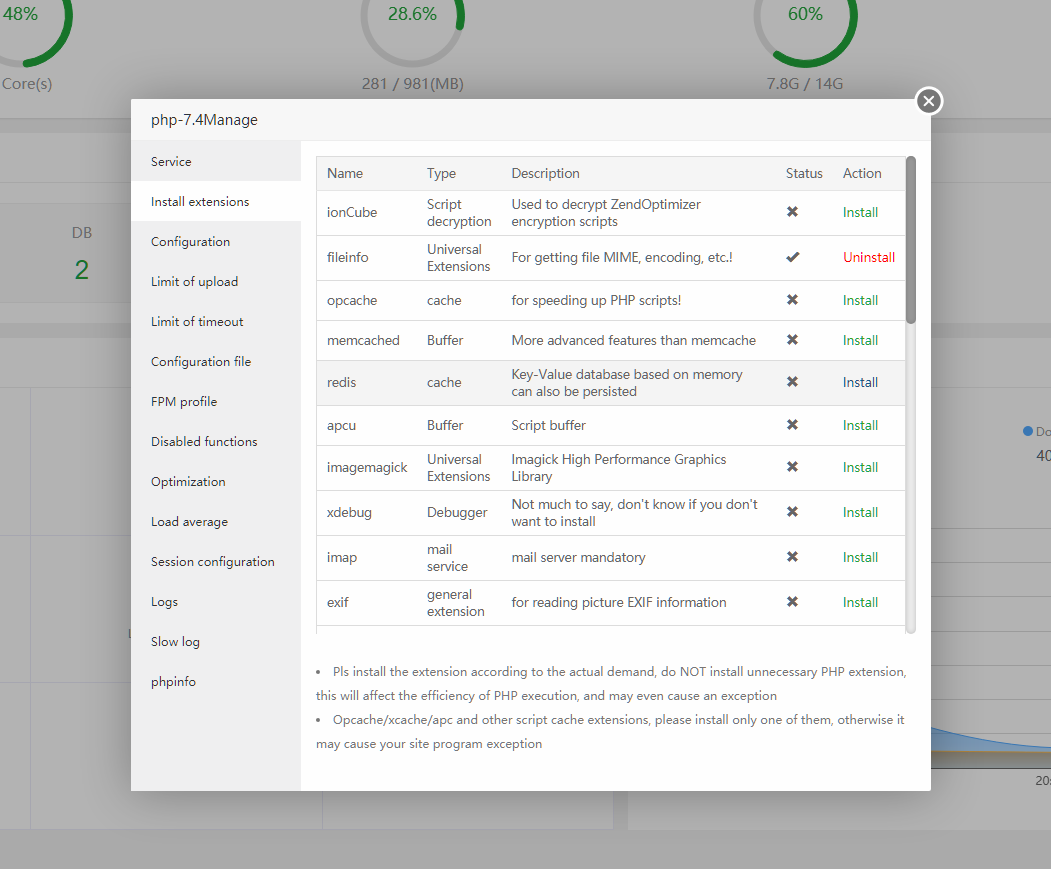 48%
28.6%
60%
Core(s)
281 / 981(MB)
7.8G / 14G
php-7.4Manage
Service
Install extensions
Configuration
Limit of upload
Limit of timeout
Configuration file
FPM profile
Disabled functions
Optimization
Load average
Session configuration
Logs
Slow log
phpinfo
DB
2
Name Type Description Status Action
ionCube Script decryption Used to decrypt ZendOptimizer encryption scripts Install
fileinfo Universal Extensions For getting file MIME, encoding, etc.! Uninstall
opcache cache for speeding up PHP scripts! Install
memcached Buffer More advanced features than memcache Install
redis cache Key-Value database based on memory can also be persisted Install
apcu Buffer Script buffer Install
imagemagick Universal Extensions Imagick High Performance Graphics Library Install
xdebug Debugger Not much to say, don't know if you don't want to install Install
imap mail service mail server mandatory Install
exif general extension for reading picture EXIF information Install
• Pls install the extension according to the actual demand, do NOT install unnecessary PHP extension,
this will affect the efficiency of PHP execution, and may even cause an exception
• Opcache/xcache/apc and other script cache extensions, please install only one of them, otherwise it
may cause your site program exception
Do
40
20: